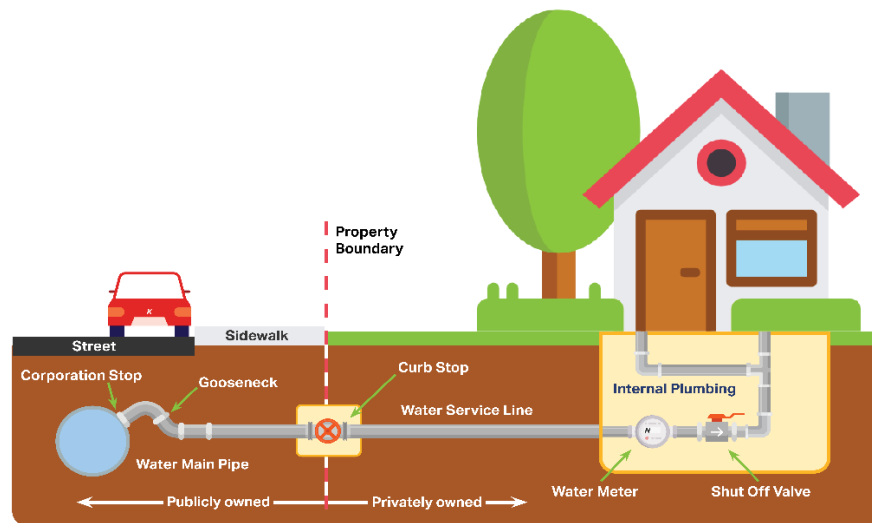 Property
Boundary
K
Street
Sidewalk
Corporation Stop
Gooseneck
Curb Stop
Internal Plumbing
Water Service Line
N
Water Main Pipe
Water Meter
Shut Off Valve
Publicly owned
Privately owned